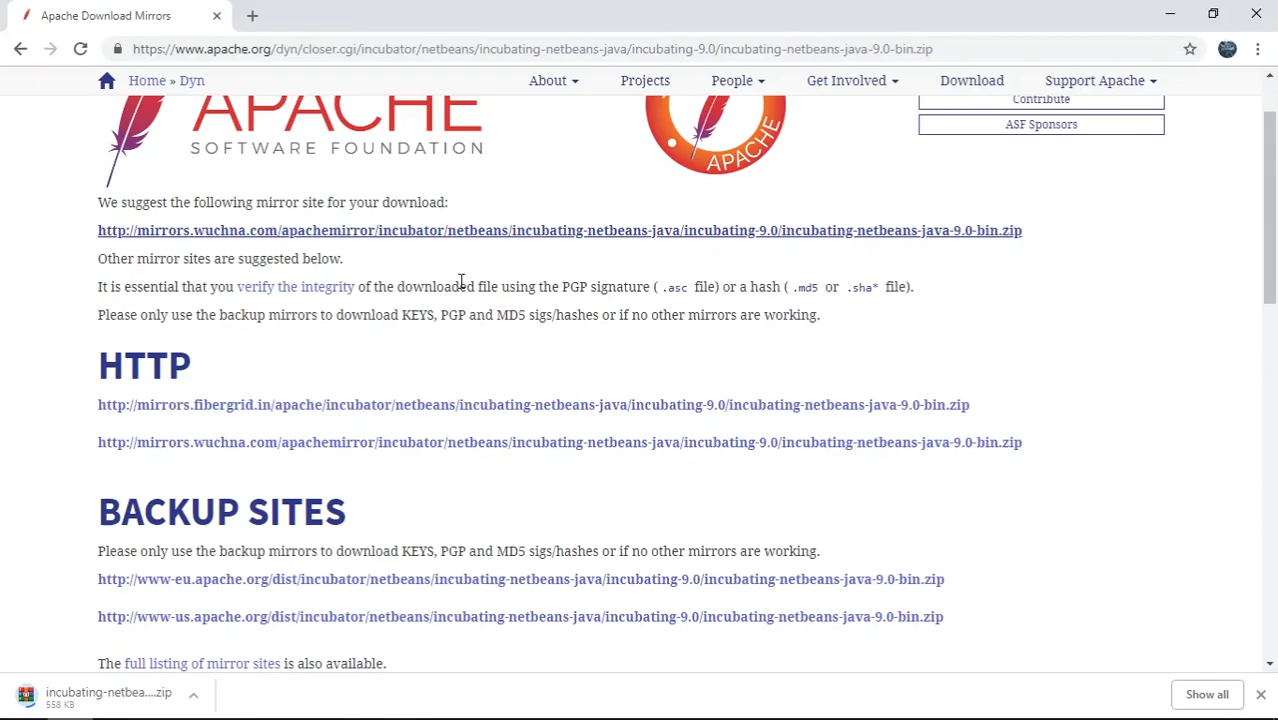 Apache Download Mirrors
https://www.apache.org/dyn/closer.cgi/incubator/netbeans/incubating-netbeans-java/incubating-9.0/incubating-netbeans-java-9.0-bin.zip
Home » Dyn
About
Projects
People
Get Involved
Download
Support Apache
APACHE
SOFTWARE FOUNDATION
APACHE
Contribute
ASF Sponsors
We suggest the following mirror site for your download:
http://mirrors.wuchna.com/apachemirror/incubator/netbeans/incubating-netbeans-java/incubating-9.0/incubating-netbeans-java-9.0-bin.zip
Other mirror sites are suggested below.
It is essential that you verify the integrity of the downloaded file using the PGP signature ( .asc file) or a hash ( .md5 or .sha* file).
Please only use the backup mirrors to download KEYS, PGP and MD5 sigs/hashes or if no other mirrors are working.
HTTP
http://mirrors.fibergrid.in/apache/incubator/netbeans/incubating-netbeans-java/incubating-9.0/incubating-netbeans-java-9.0-bin.zip
http://mirrors.wuchna.com/apachemirror/incubator/netbeans/incubating-netbeans-java/incubating-9.0/incubating-netbeans-java-9.0-bin.zip
BACKUP SITES
Please only use the backup mirrors to download KEYS, PGP and MD5 sigs/hashes or if no other mirrors are working.
http://www-eu.apache.org/dist/incubator/netbeans/incubating-netbeans-java/incubating-9.0/incubating-netbeans-java-9.0-bin.zip
http://www-us.apache.org/dist/incubator/netbeans/incubating-netbeans-java/incubating-9.0/incubating-netbeans-java-9.0-bin.zip
The full listing of mirror sites is also available.
incubating-netbea....zip
558 KB
Show all